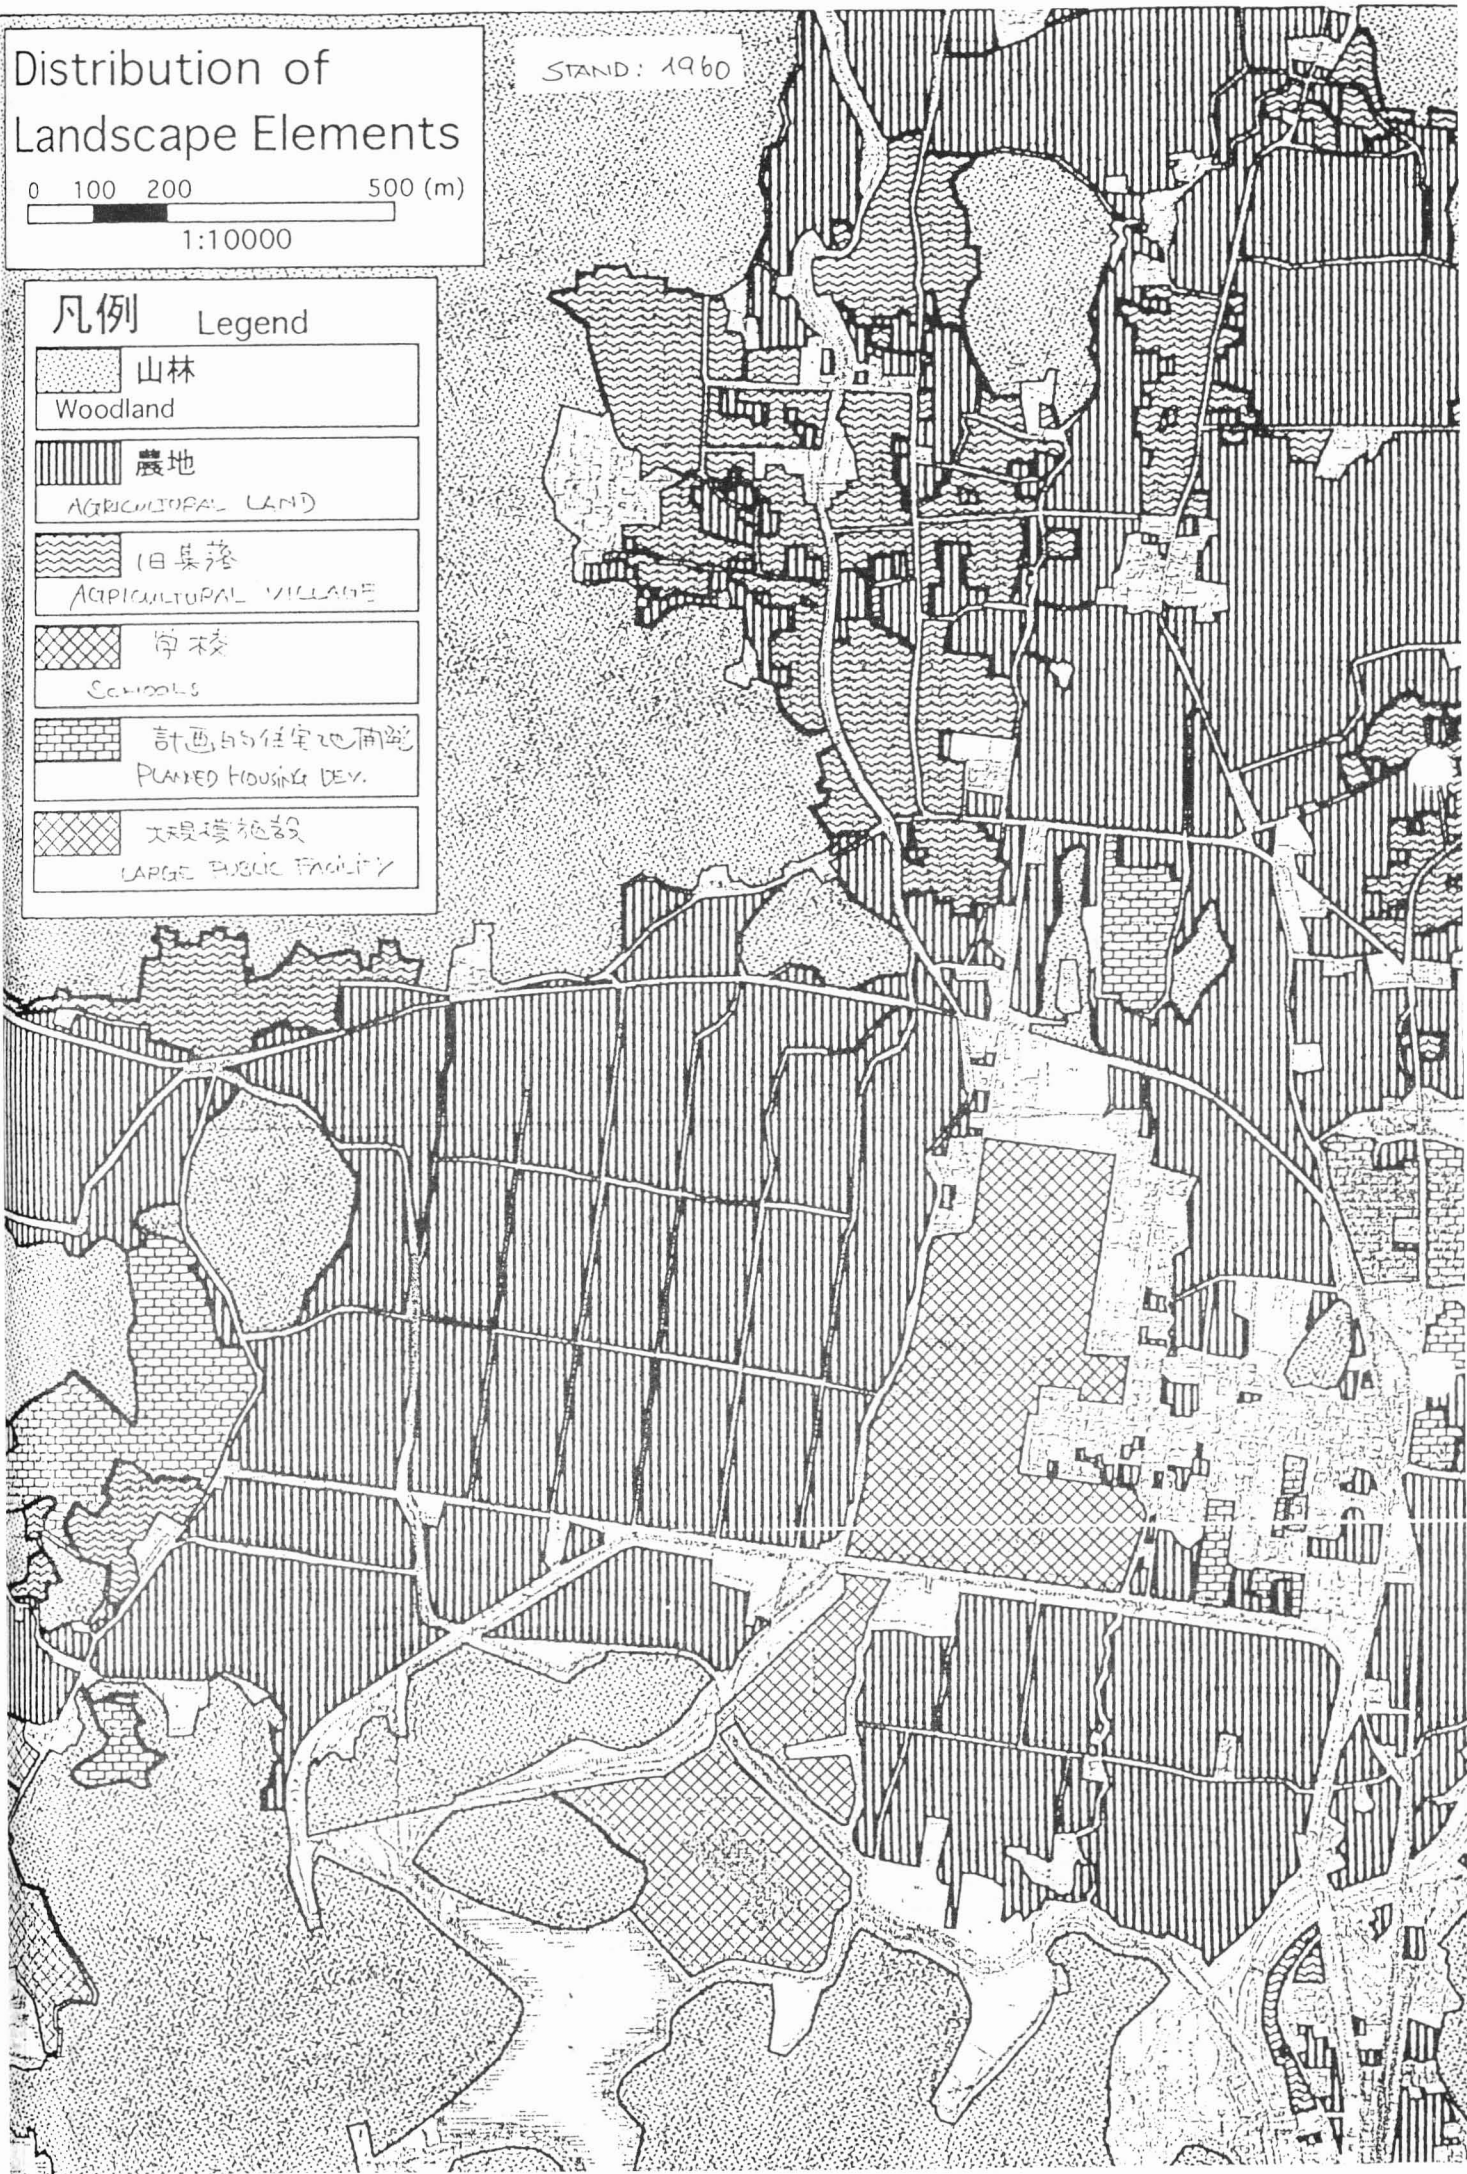 Distribution of
Landscape Elements
0 100 200 500 (m)
1:10000
STAND: 1960
凡例 Legend
山林
Woodland
農地
AGRICULTURAL LAND
旧集落
AGRICULTURAL VILLAGE
学校
SCHOOLS
計画的住宅地開発
PLANNED HOUSING DEV.
大規模施設
LARGE PUBLIC FACILITY